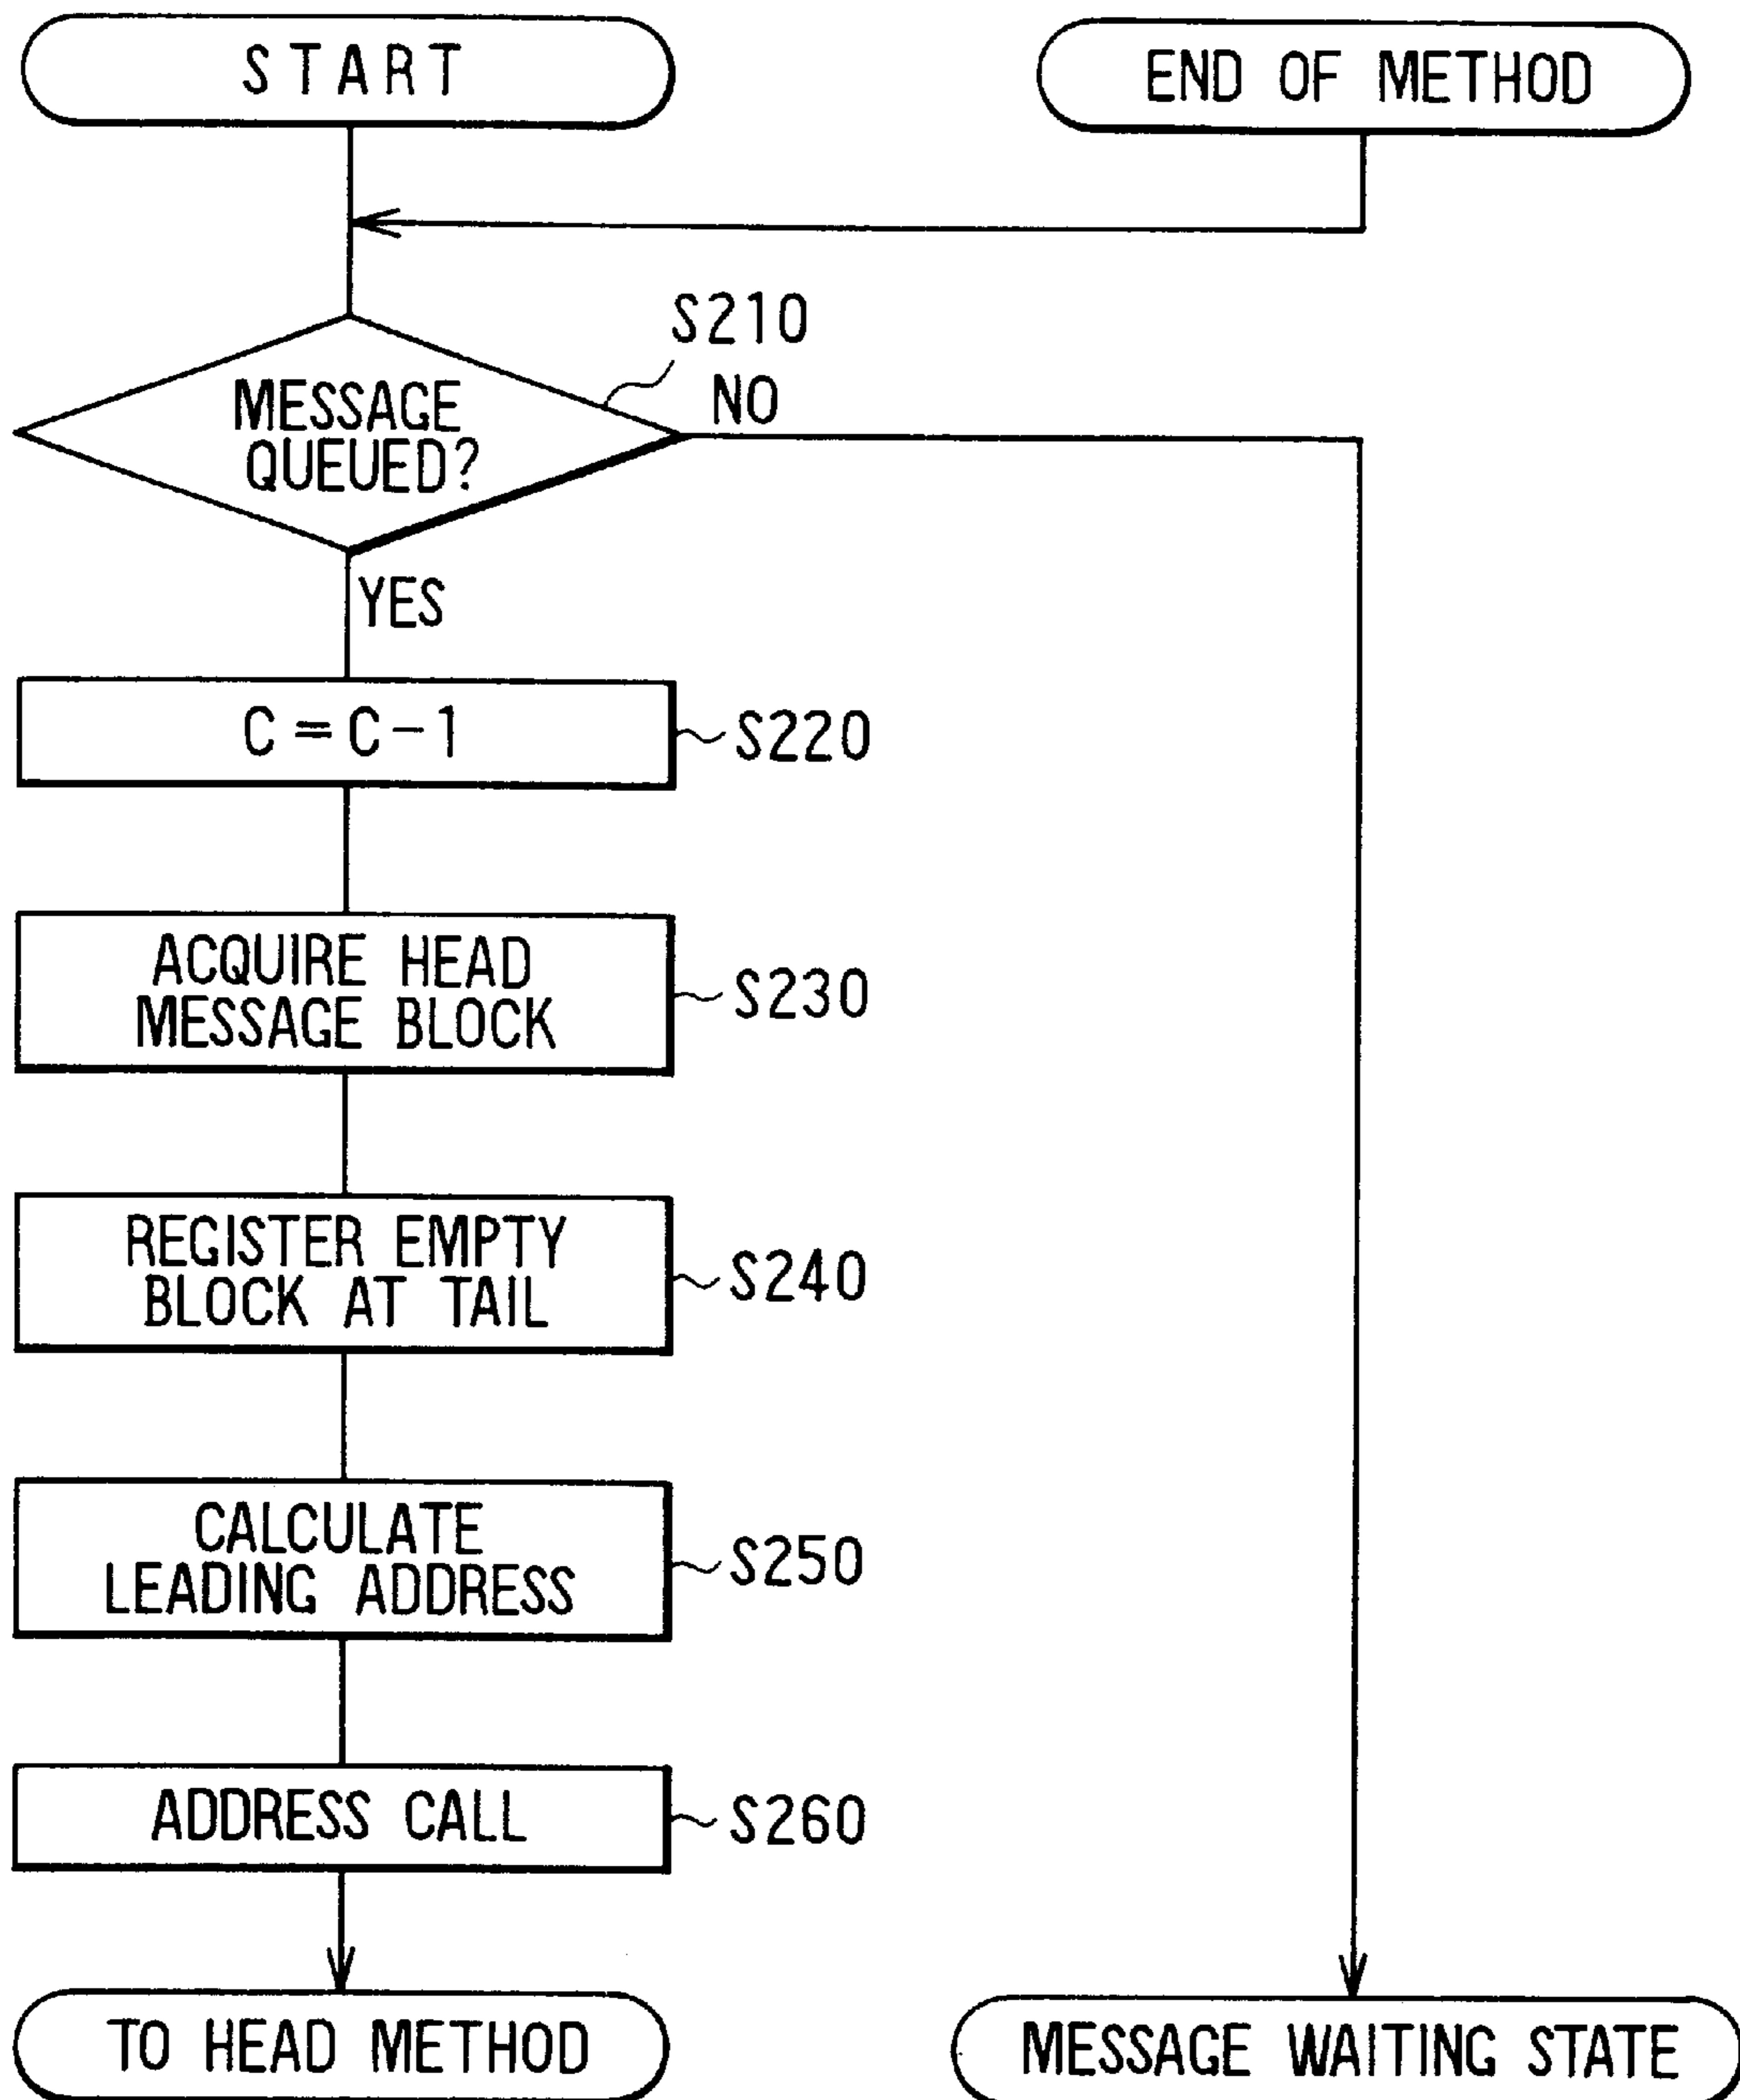 START
END OF METHOD
S210
NO
MESSAGE
QUEUED?
YES
C=C-1
S220
ACQUIRE HEAD
MESSAGE BLOCK
S230
REGISTER EMPTY
BLOCK AT TAIL
S240
CALCULATE
LEADING ADDRESS
S250
ADDRESS CALL
S260
TO HEAD METHOD
MESSAGE WAITING STATE